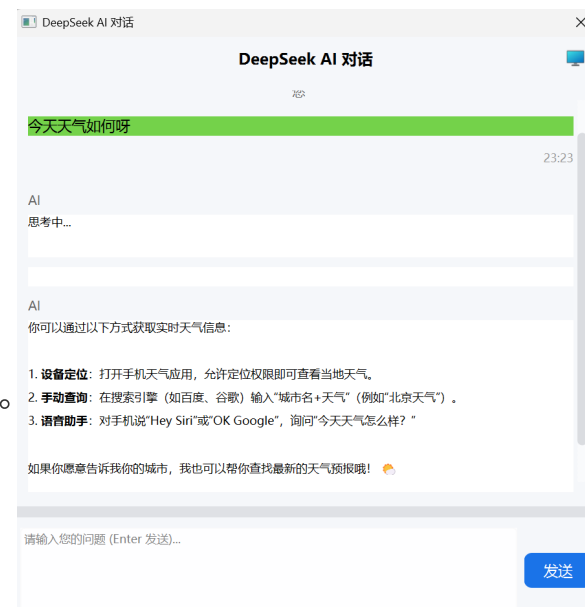 DeepSeek AI 对话
DeepSeek AI 对话
您
今天天气如何呀
23:23
AI
思考中...
AI
你可以通过以下方式获取实时天气信息：
1. 设备定位：打开手机天气应用，允许定位权限即可查看当地天气。
2. 手动查询：在搜索引擎（如百度、谷歌）输入“城市名+天气”（例如“北京天气”）。
3. 语音助手：对手机说“Hey Siri”或“OK Google”，询问“今天天气怎么样？”
如果你愿意告诉我你的城市，我也可以帮你查找最新的天气预报哦！ 🌤️
请输入您的问题 (Enter 发送)...
发送